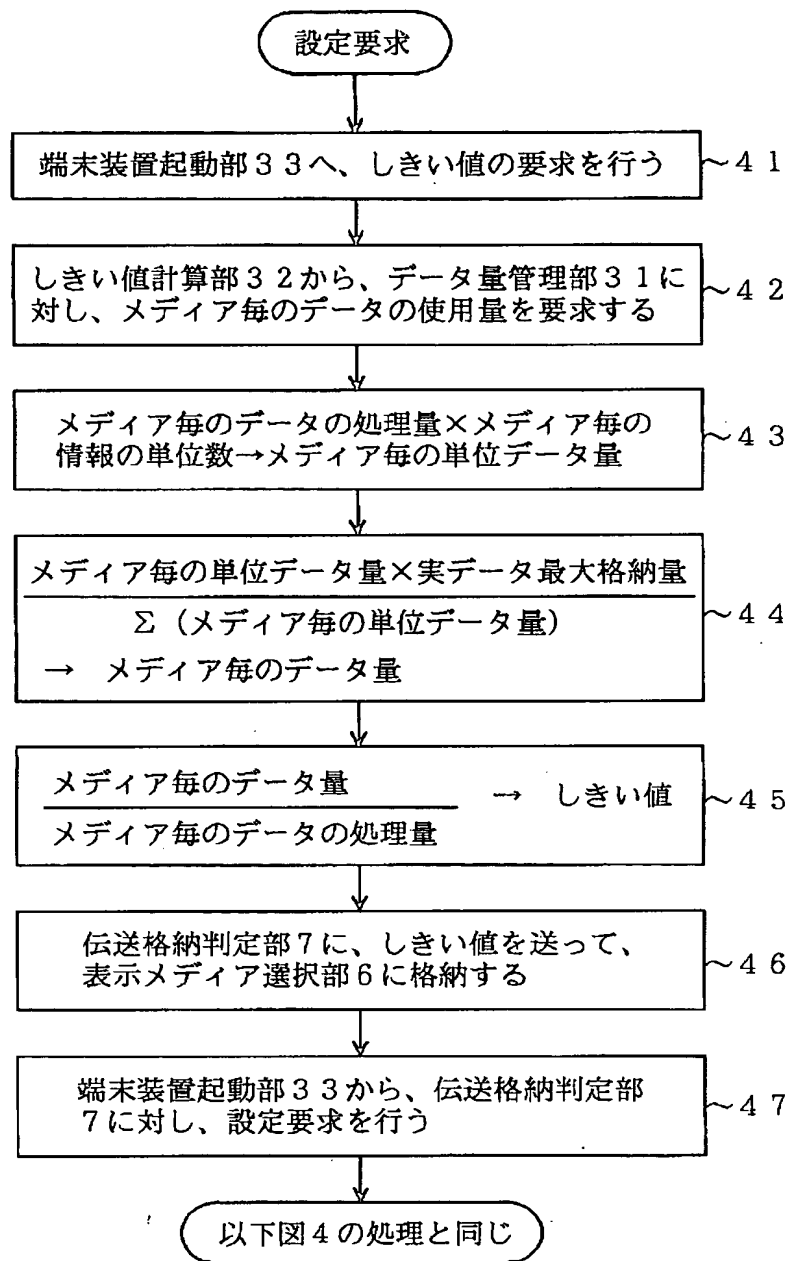 設定要求
端末装置起動部３３へ、しきい値の要求を行う
～４１
しきい値計算部３２から、データ量管理部３１に
対し、メディア毎のデータの使用量を要求する
～４２
メディア毎のデータの処理量×メディア毎の
情報の単位数→メディア毎の単位データ量
～４３
メディア毎の単位データ量×実データ最大格納量
Σ（メディア毎の単位データ量）
→ メディア毎のデータ量
～４４
メディア毎のデータ量
メディア毎のデータの処理量
→ しきい値
～４５
伝送格納判定部７に、しきい値を送って、
表示メディア選択部６に格納する
～４６
端末装置起動部３３から、伝送格納判定部
７に対し、設定要求を行う
～４７
以下図４の処理と同じ